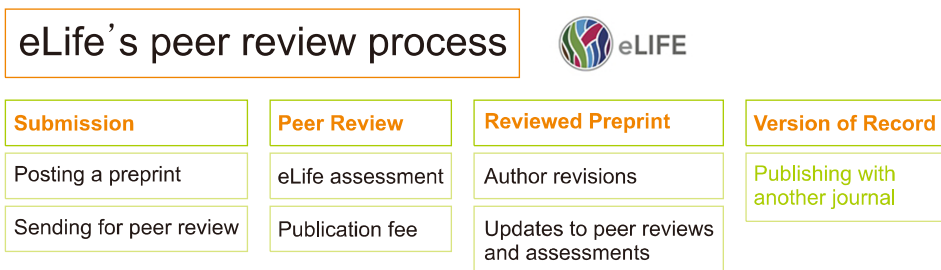 eLife's peer review process
eLIFE
Submission
Posting a preprint
Sending for peer review
Peer Review
eLife assessment
Publication fee
Reviewed Preprint
Author revisions
Updates to peer reviews
and assessments
Version of Record
Publishing with
another journal